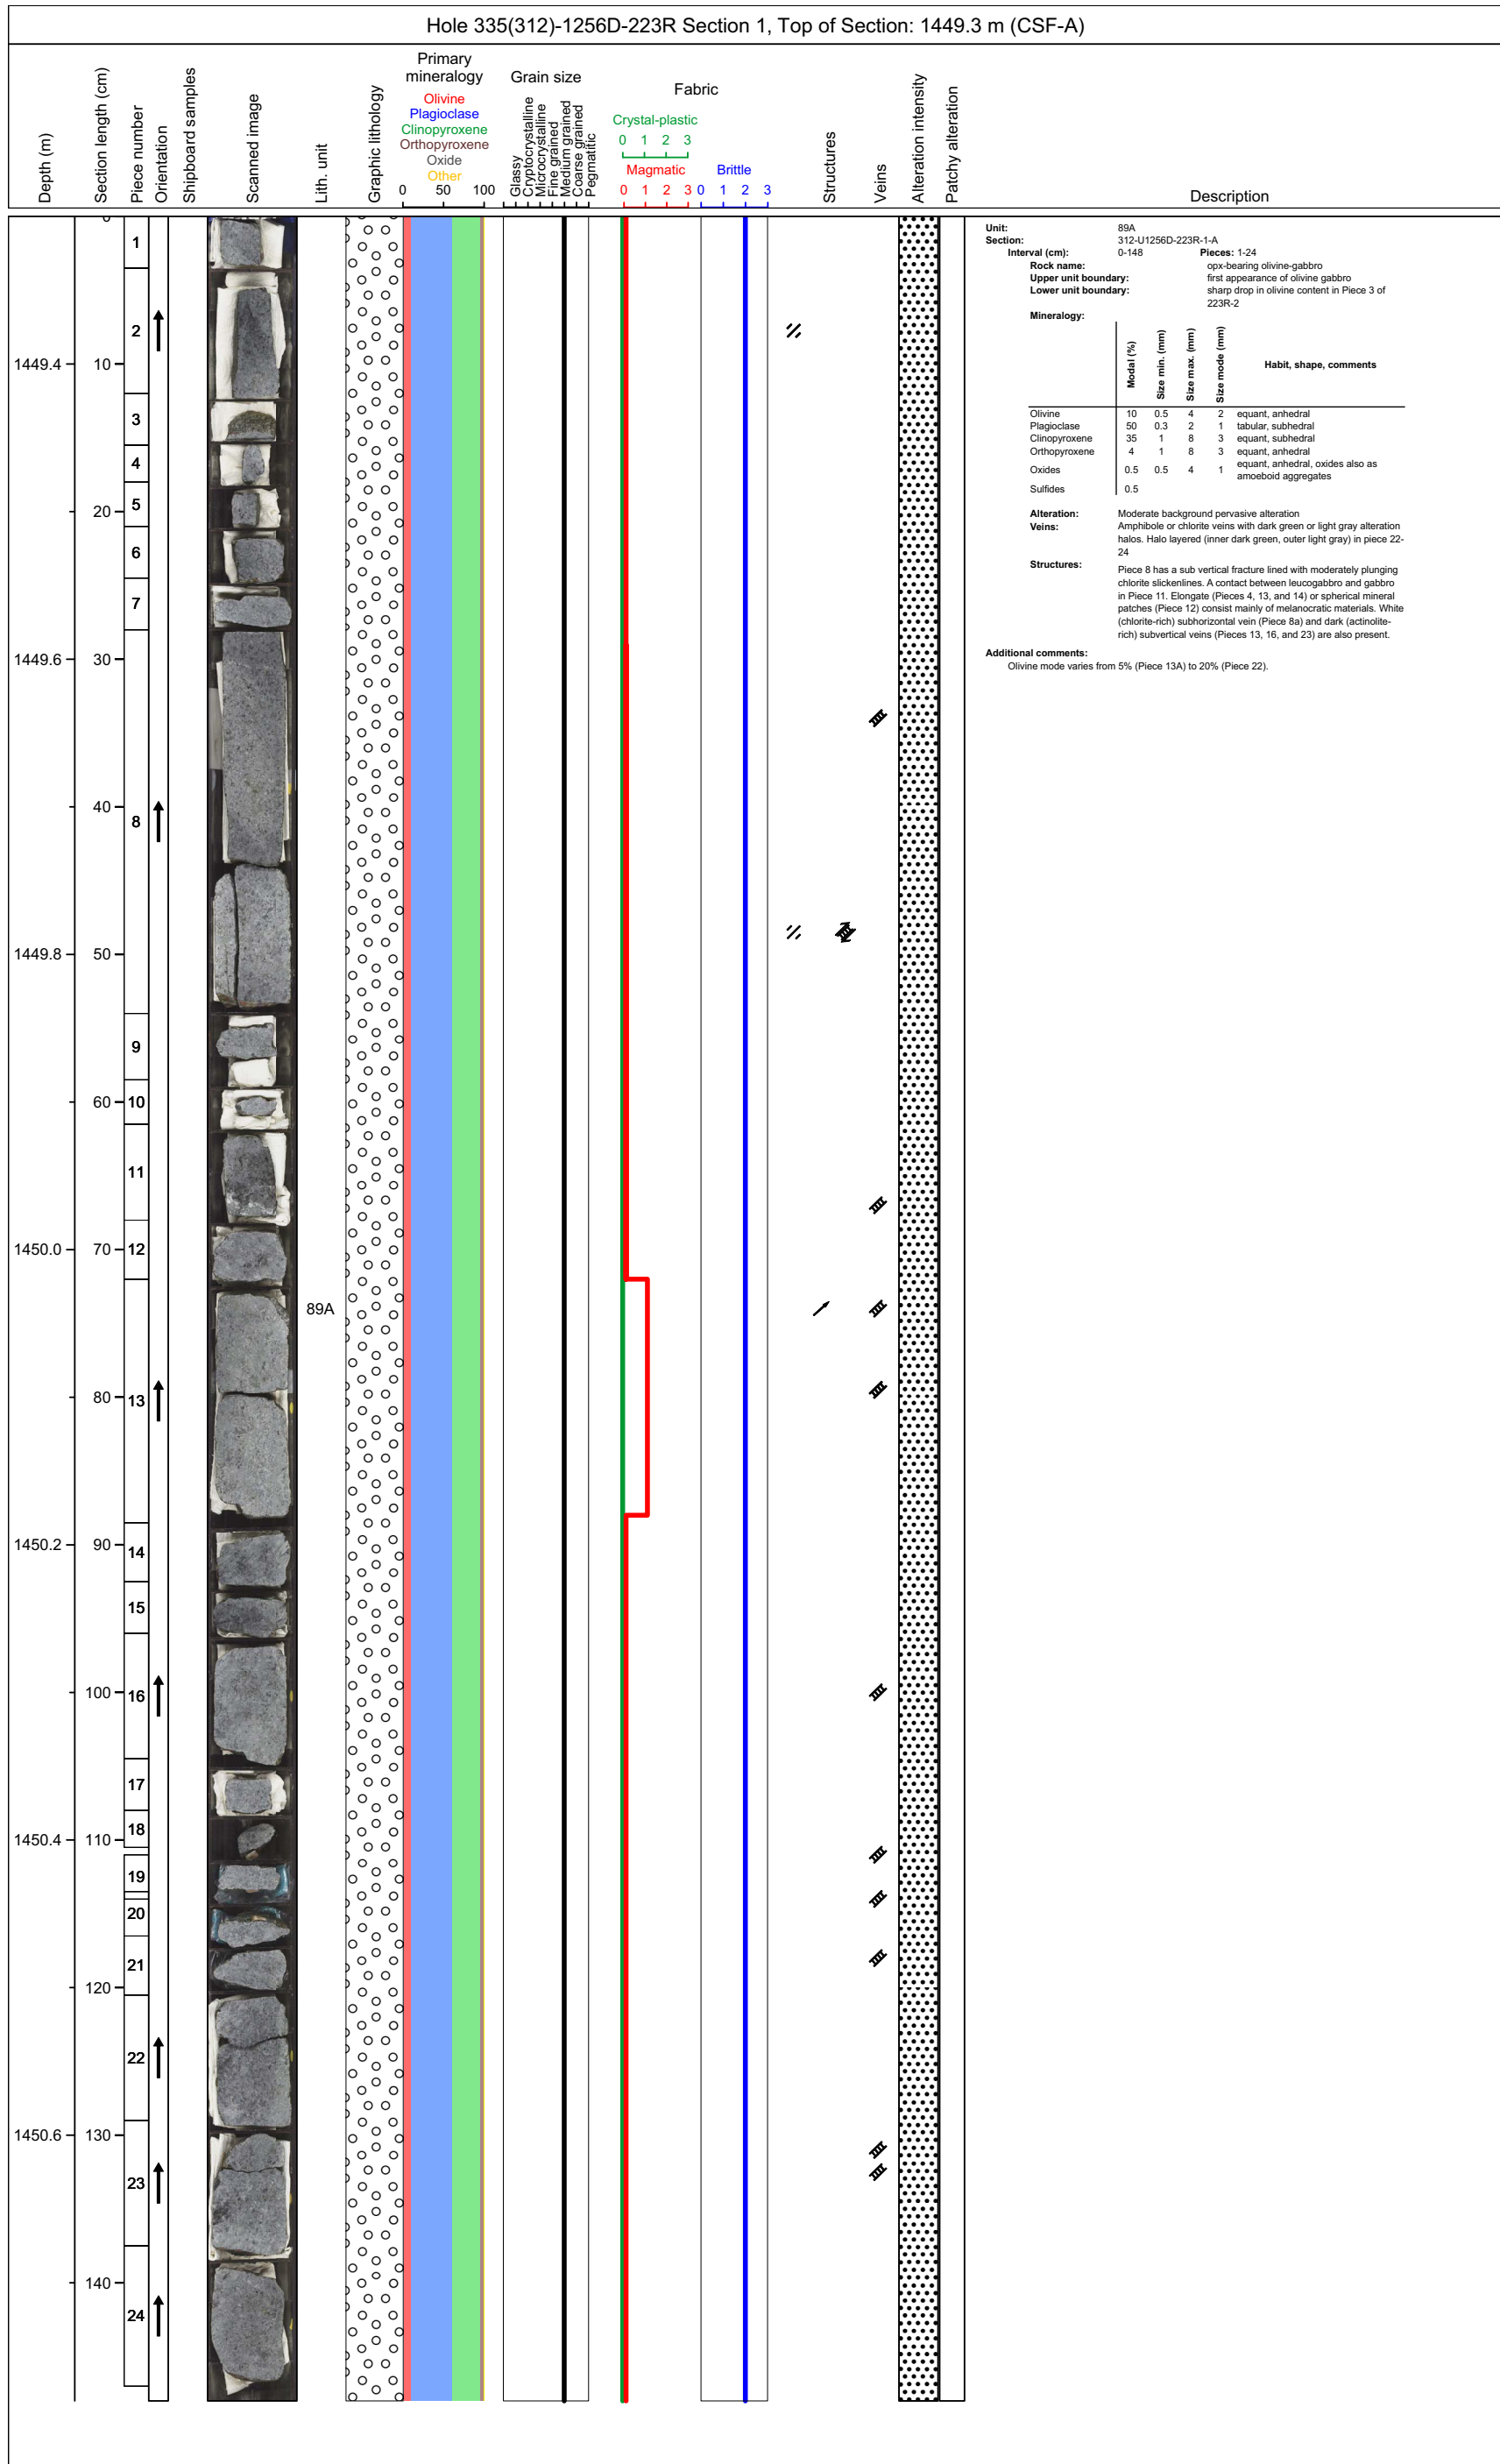 Hole 335(312)-1256D-223R Section 1, Top of Section: 1449.3 m (CSF-A)
Depth (m)
Section length (cm)
Piece number
Orientation
Shipboard samples
Scanned image
Lith. unit
Graphic lithology
Primary
mineralogy
Olivine
Plagioclase
Clinopyroxene
Orthopyroxene
Oxide
Other
0 50 100
Grain size
Glassy
Cryptocrystalline
Microcrystalline
Fine grained
Medium grained
Coarse grained
Pegmatitic
Fabric
Crystal-plastic
0 1 2 3
Magmatic
0 1 2 3
Brittle
0 1 2 3
Structures
Veins
Alteration intensity
Patchy alteration
Description
0
1
2
1449.4 10
3
4
5
20
6
7
1449.6 30
40
8
1449.8 50
9
60 10
11
1450.0 70 12
89A
80 13
1450.2 90
14
15
100 16
17
18
1450.4 110
19
20
21
120
22
1450.6 130
23
140
24
Unit: 89A
Section: 312-U1256D-223R-1-A
Interval (cm): 0-148 Pieces: 1-24
Rock name: opx-bearing olivine-gabbro
Upper unit boundary: first appearance of olivine gabbro
Lower unit boundary: sharp drop in olivine content in Piece 3 of
223R-2
Mineralogy:
Modal (%) Size min. (mm) Size max. (mm) Size mode (mm) Habit, shape, comments
Olivine 10 0.5 4 2 equant, anhedral
Plagioclase 50 0.3 2 1 tabular, subhedral
Clinopyroxene 35 1 8 3 equant, subhedral
Orthopyroxene 4 1 8 3 equant, anhedral
Oxides 0.5 0.5 4 1 equant, anhedral, oxides also as
amoeboid aggregates
Sulfides 0.5
Alteration: Moderate background pervasive alteration
Veins: Amphibole or chlorite veins with dark green or light gray alteration
halos. Halo layered (inner dark green, outer light gray) in piece 22-
24
Structures: Piece 8 has a sub vertical fracture lined with moderately plunging
chlorite slickenlines. A contact between leucogabbro and gabbro
in Piece 11. Elongate (Pieces 4, 13, and 14) or spherical mineral
patches (Piece 12) consist mainly of melanocratic materials. White
(chlorite-rich) subhorizontal vein (Piece 8a) and dark (actinolite-
rich) subvertical veins (Pieces 13, 16, and 23) are also present.
Additional comments:
Olivine mode varies from 5% (Piece 13A) to 20% (Piece 22).